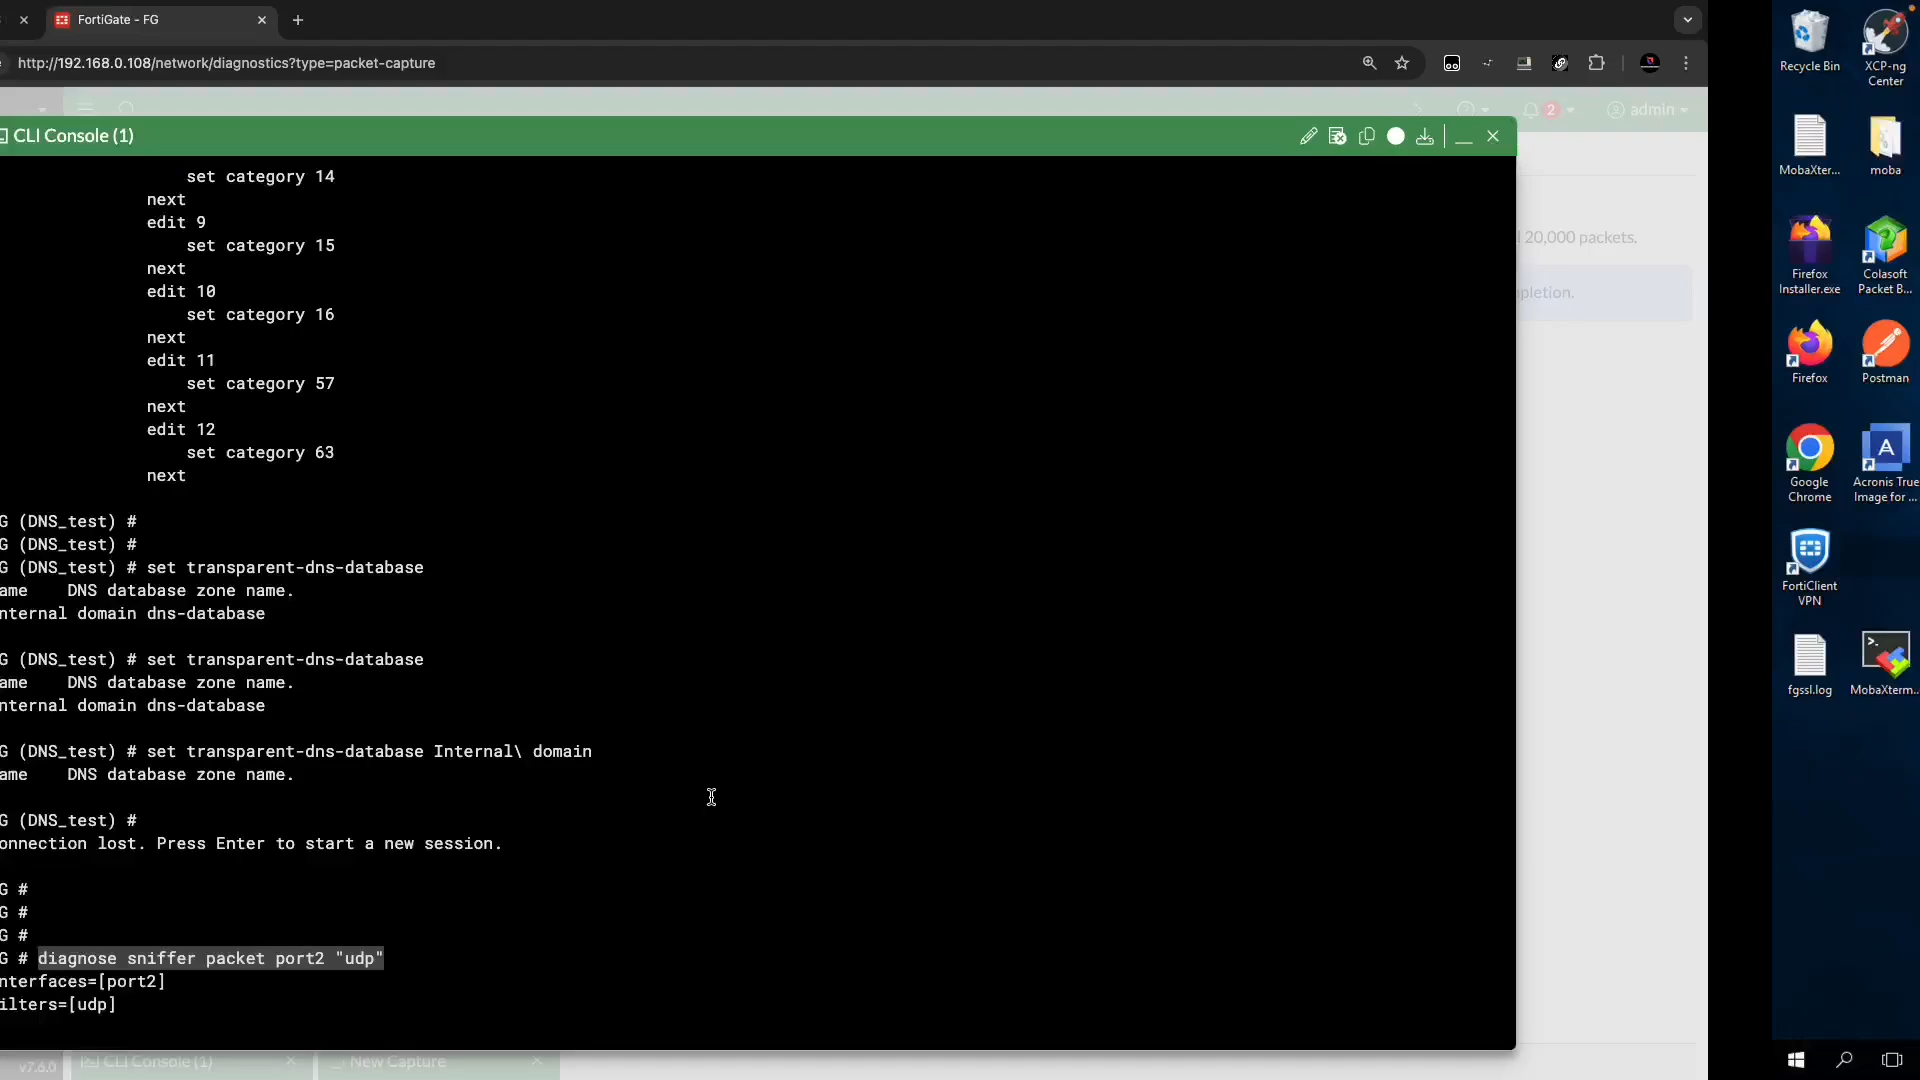 FortiGate - FG
http://192.168.0.108/network/diagnostics?type=packet-capture
2
admin
CLI Console (1)
set category 14
next
edit 9
set category 15
next
edit 10
set category 16
next
edit 11
set category 57
next
edit 12
set category 63
next
G (DNS_test) #
G (DNS_test) #
G (DNS_test) # set transparent-dns-database
ame    DNS database zone name.
nternal domain dns-database
G (DNS_test) # set transparent-dns-database
ame    DNS database zone name.
nternal domain dns-database
G (DNS_test) # set transparent-dns-database Internal\ domain
ame    DNS database zone name.
G (DNS_test) #
onnection lost. Press Enter to start a new session.
G #
G #
G #
G # diagnose sniffer packet port2 "udp"
nterfaces=[port2]
ilters=[udp]
20,000 packets.
pletion.
v7.6.0
CLI Console (1)
New Capture
Recycle Bin
XCP-ng Center
MobaXter...
moba
Firefox Installer.exe
Colasoft Packet B...
Firefox
Postman
Google Chrome
Acronis True Image for ...
FortiClient VPN
fgssl.log
MobaXterm...